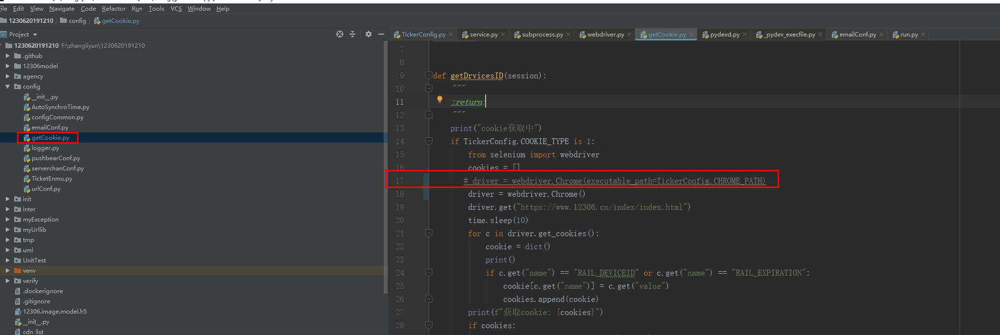 File Edit View Navigate Code Refactor Run Tools VCS Window Help
1230620191210 config getCookie.py
Project
TickerConfig.py service.py subprocess.py webdriver.py getCookie.py pydevd.py _pydev_execfile.py emailConf.py run.py
1230620191210 F:\zhangliyun\1230620191210
.github
12306model
agency
config
__init__.py
AutoSynchroTime.py
configCommon.py
emailConf.py
getCookie.py
logger.py
pushbearConf.py
serverchanConf.py
TicketEnmu.py
urlConf.py
init
inter
myException
myUrllib
tmp
uml
UnitTest
venv
verify
.dockerignore
.gitignore
12306.image.model.h5
__init__.py
cdn_list
7
8
9 def getDrvicesID(session):
10 """
11 :return:
12 """
13 print("cookie获取中")
14 if TickerConfig.COOKIE_TYPE is 1:
15 from selenium import webdriver
16 cookies = []
17 # driver = webdriver.Chrome(executable_path=TickerConfig.CHROME_PATH)
18 driver = webdriver.Chrome()
19 driver.get("https://www.12306.cn/index/index.html")
20 time.sleep(10)
21 for c in driver.get_cookies():
22 cookie = dict()
23 print()
24 if c.get("name") == "RAIL_DEVICEID" or c.get("name") == "RAIL_EXPIRATION":
25 cookie[c.get("name")] = c.get("value")
26 cookies.append(cookie)
27 print(f"获取cookie: {cookies}")
28 if cookies: